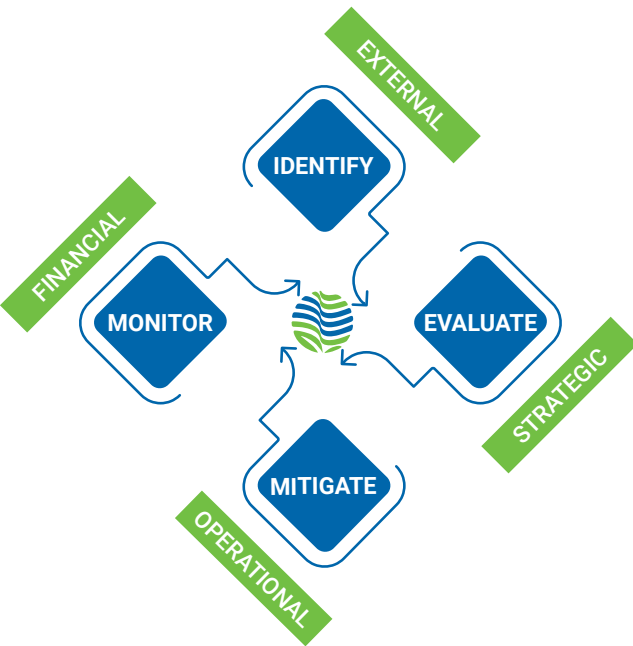 EXTERNAL
IDENTIFY
FINANCIAL
MONITOR
EVALUATE
STRATEGIC
MITIGATE
OPERATIONAL